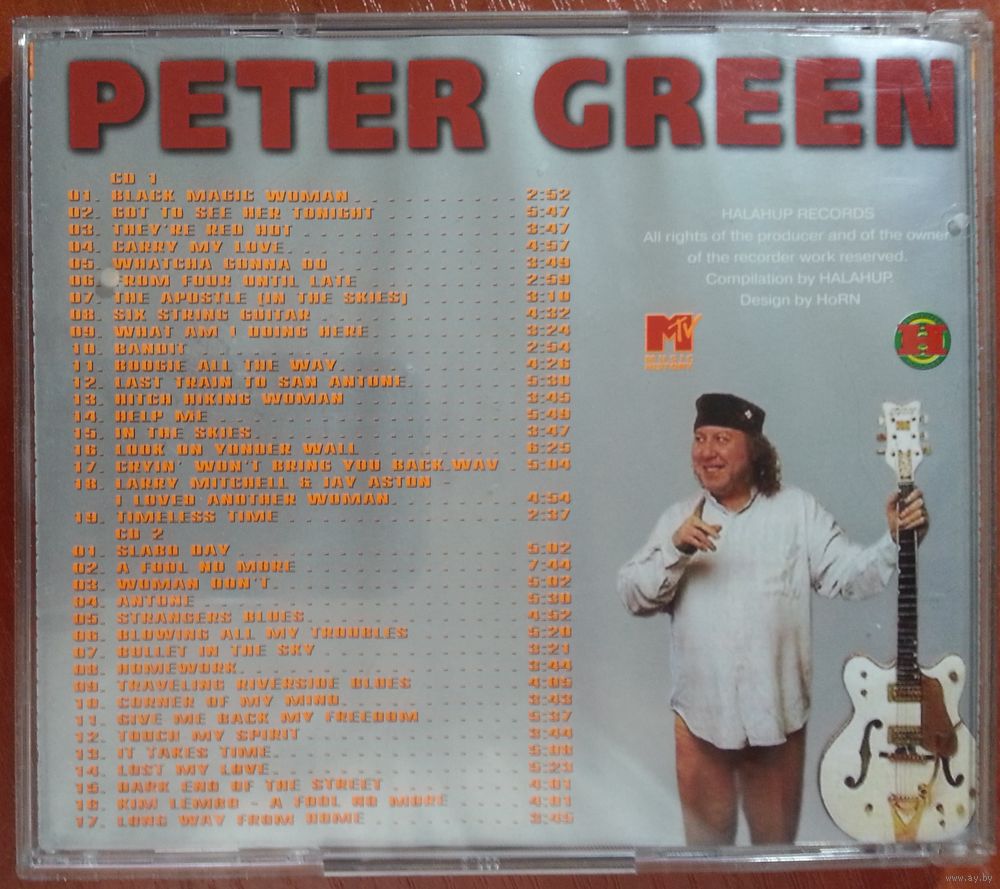 PETER GREEN
CD 1
01. BLACK MAGIC WOMAN 2:52
02. GOT TO SEE HER TONIGHT 5:47
03. THEY'RE RED HOT 3:47
04. CARRY MY LOVE 4:57
05. WHATCHA GONNA DO 3:49
06. FROM FOUR UNTIL LATE 2:59
07. THE APOSTLE (IN THE SKIES) 3:10
08. SIX STRING GUITAR 4:32
09. WHAT AM I DOING HERE 3:24
10. BANDIT 2:54
11. BOOGIE ALL THE WAY 4:26
12. LAST TRAIN TO SAN ANTONE 5:30
13. HITCH HIKING WOMAN 3:45
14. HELP ME 5:49
15. IN THE SKIES 3:47
16. LOOK ON YONDER WALL 6:25
17. CRYIN' WON'T BRING YOU BACK.WAV 5:04
18. LARRY MITCHELL & JAY ASTON -
I LOVED ANOTHER WOMAN 4:54
19. TIMELESS TIME 2:37
CD 2
01. SLABO DAY 5:02
02. A FOOL NO MORE 7:44
03. WOMAN DON'T 5:02
04. ANTONE 5:30
05. STRANGERS BLUES 4:52
06. BLOWING ALL MY TROUBLES 5:20
07. BULLET IN THE SKY 3:21
08. HOMEWORK 3:44
09. TRAVELING RIVERSIDE BLUES 4:05
10. CORNER OF MY MIND 3:43
11. GIVE ME BACK MY FREEDOM 5:37
12. TOUCH MY SPIRIT 3:44
13. IT TAKES TIME
14. LOST MY LOVE 5:23
15. DARK END OF THE STREET 4:01
16. KIM LEMBO - A FOOL NO MORE 4:01
17. LONG WAY FROM HOME 3:45
HALAHUP RECORDS
All rights of the producer and of the owner
of the recorder work reserved.
Compilation by HALAHUP.
Design by HoRN
MTV
MUSIC
HISTORY
H
www.ay.by